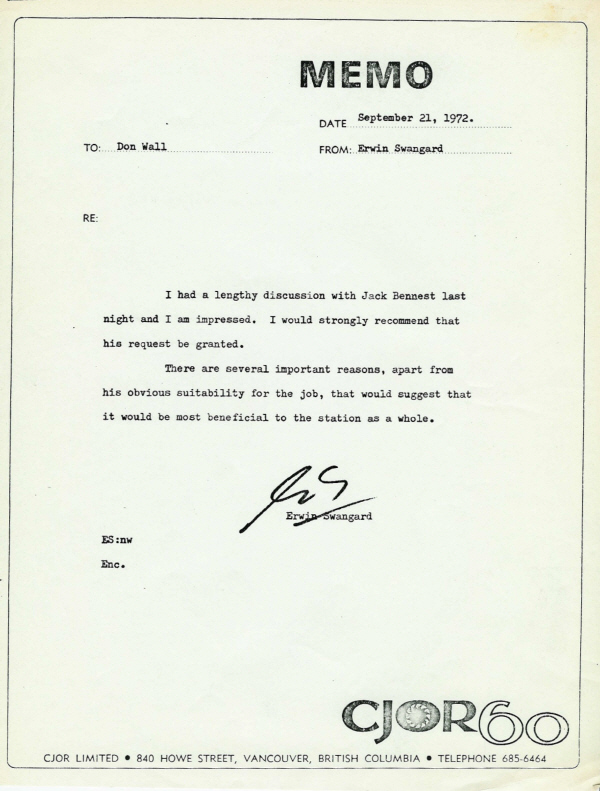 MEMO
DATE September 21, 1972.
TO: Don Wall FROM: Erwin Swangard
RE:
I had a lengthy discussion with Jack Bennest last
night and I am impressed. I would strongly recommend that
his request be granted.
There are several important reasons, apart from
his obvious suitability for the job, that would suggest that
it would be most beneficial to the station as a whole.
Erwin Swangard
ES:nw
Enc.
CJOR60
CJOR LIMITED • 840 HOWE STREET, VANCOUVER, BRITISH COLUMBIA • TELEPHONE 685-6464